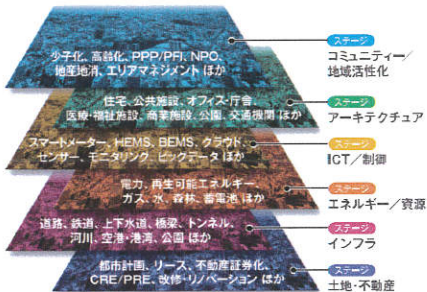 少子化、高齢化、PPP/PFI、NPO、
地産地消、エリアマネジメント ほか
ステージ
コミュニティー/
地域活性化
住宅、公共施設、オフィス・庁舎、
医療・福祉施設、商業施設、公園、交通機関 ほか
ステージ
アーキテクチュア
スマートメーター、HEMS、BEMS、クラウド、
センサー、モニタリング、ビッグデータ ほか
ステージ
ICT/制御
電力、再生可能エネルギー、
ガス、水、森林、蓄電池 ほか
ステージ
エネルギー/資源
道路、鉄道、上下水道、橋梁、トンネル、
河川、空港・港湾、公園 ほか
ステージ
インフラ
都市計画、リース、不動産証券化、
CRE/PRE、改修・リノベーション ほか
ステージ
土地・不動産